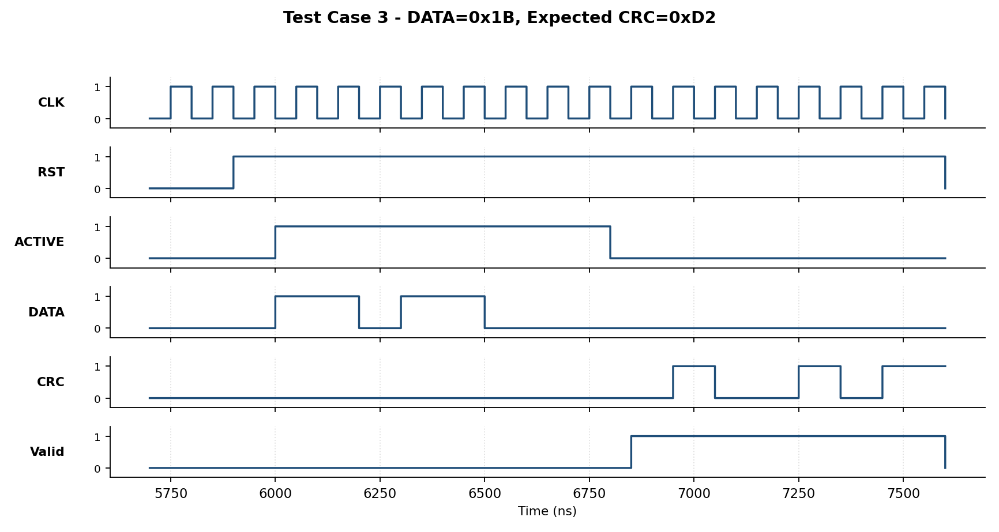 Test Case 3 - DATA=0x1B, Expected CRC=0xD2
CLK
1
0
RST
1
0
ACTIVE
1
0
DATA
1
0
CRC
1
0
Valid
1
0
5750 6000 6250 6500 6750 7000 7250 7500
Time (ns)